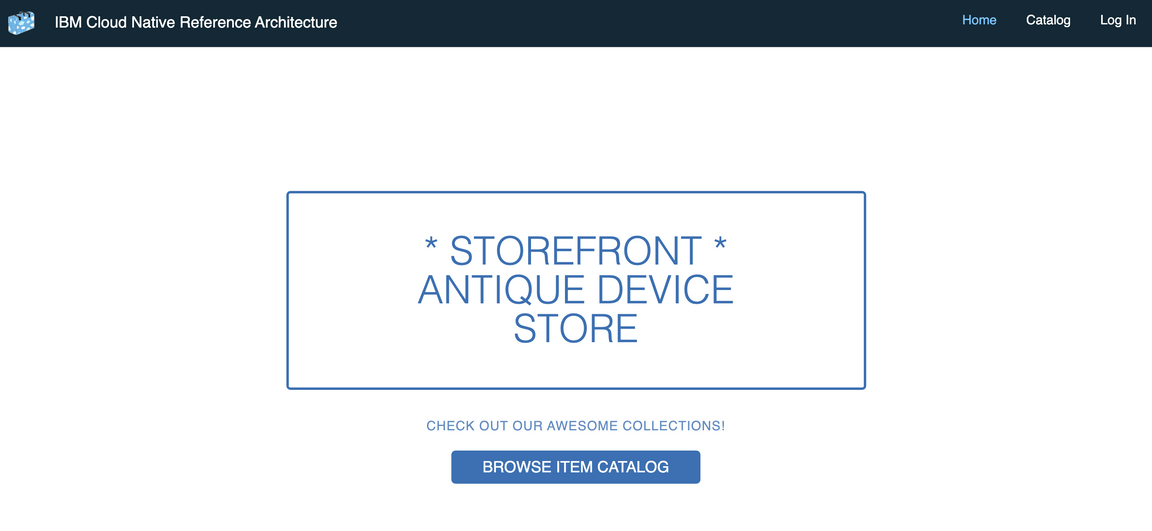 IBM Cloud Native Reference Architecture
Home Catalog Log In
* STOREFRONT *
ANTIQUE DEVICE
STORE
CHECK OUT OUR AWESOME COLLECTIONS!
BROWSE ITEM CATALOG